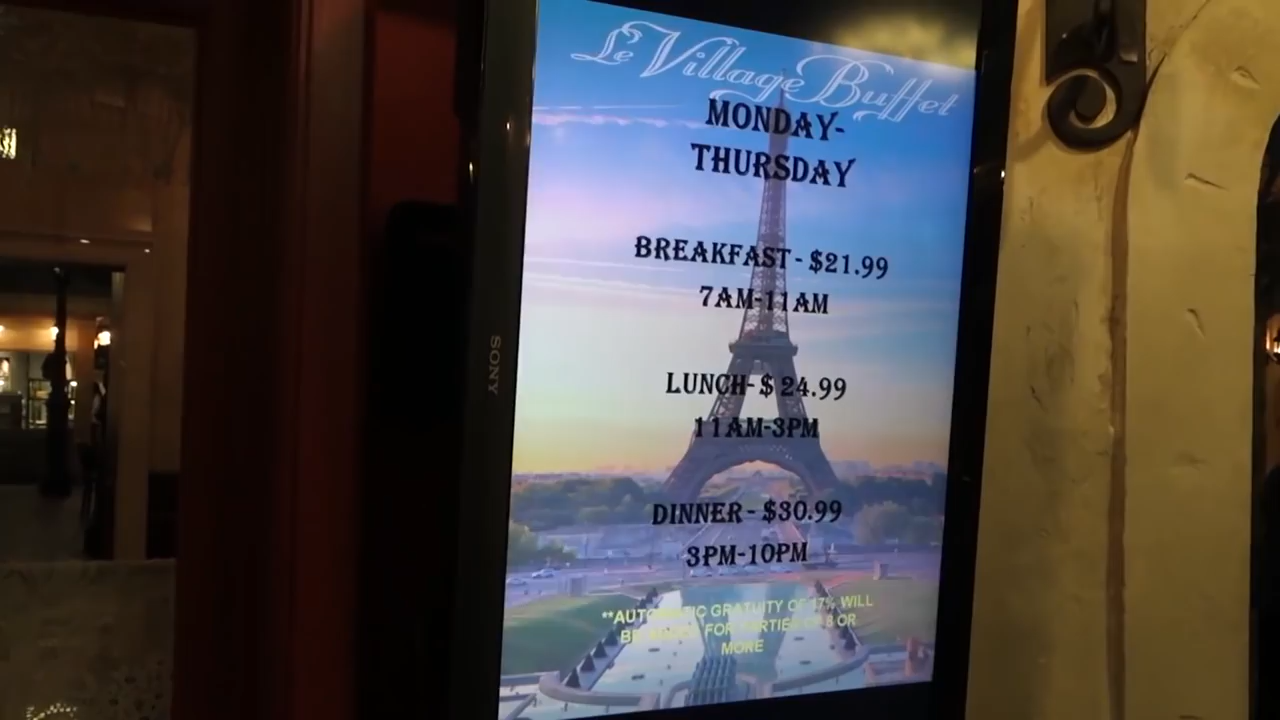 Le Village Buffet
MONDAY-
THURSDAY
BREAKFAST - $21.99
7AM-11AM
LUNCH- $ 24.99
11AM-3PM
DINNER - $30.99
3PM-10PM
**AUTOMATIC GRATUITY OF 17% WILL
BE ADDED FOR PARTIES OF 8 OR
MORE
SONY